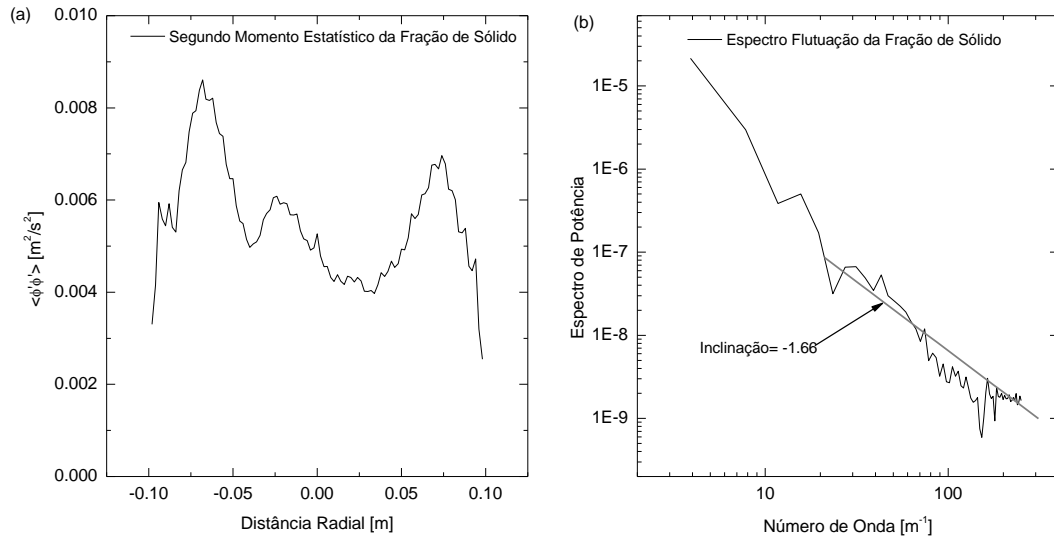 (a)
Segundo Momento Estatístico da Fração de Sólido
0.010
0.008
0.006
0.004
0.002
0.000
<ϕ'ϕ'> [m²/s²]
-0.10
-0.05
0.00
0.05
0.10
Distância Radial [m]
(b)
Espectro Flutuação da Fração de Sólido
1E-5
1E-6
1E-7
1E-8
1E-9
Espectro de Potência
Inclinação= -1.66
10
100
Número de Onda [m⁻¹]